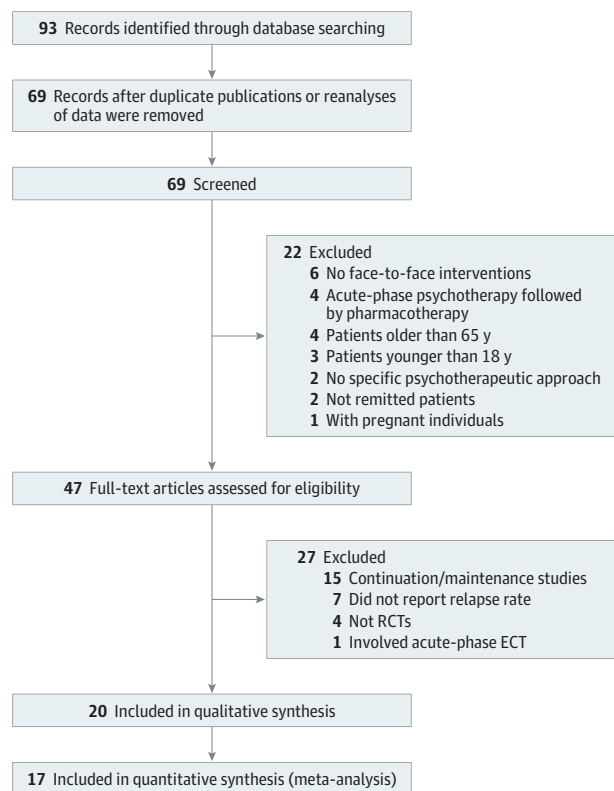 93 Records identified through database searching
69 Records after duplicate publications or reanalyses
of data were removed
69 Screened
22 Excluded
6 No face-to-face interventions
4 Acute-phase psychotherapy followed
by pharmacotherapy
4 Patients older than 65 y
3 Patients younger than 18 y
2 No specific psychotherapeutic approach
2 Not remitted patients
1 With pregnant individuals
47 Full-text articles assessed for eligibility
27 Excluded
15 Continuation/maintenance studies
7 Did not report relapse rate
4 Not RCTs
1 Involved acute-phase ECT
20 Included in qualitative synthesis
17 Included in quantitative synthesis (meta-analysis)